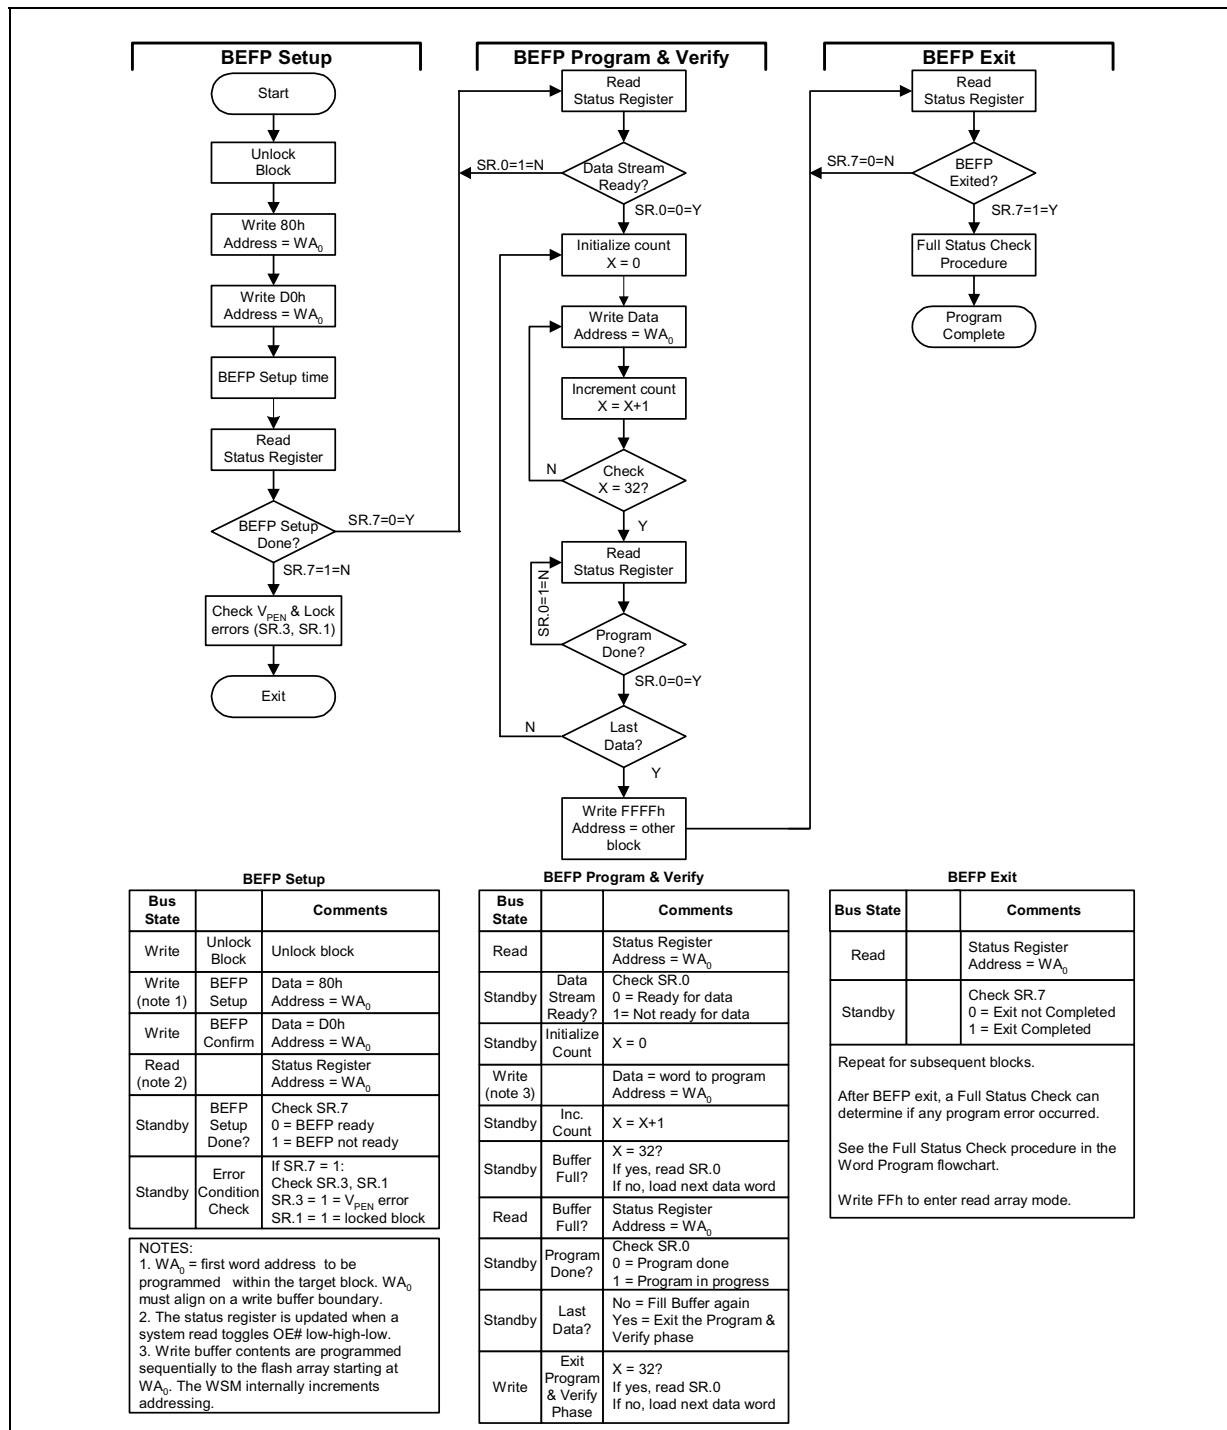 BEFP Setup
Start
Unlock
Block
Write 80h
Address = WA₀
Write D0h
Address = WA₀
BEFP Setup time
Read
Status Register
BEFP Setup
Done?
SR.7=0=Y
SR.7=1=N
Check V_PEN & Lock
errors (SR.3, SR.1)
Exit
BEFP Program & Verify
Read
Status Register
SR.0=1=N
Data Stream
Ready?
SR.0=0=Y
Initialize count
X = 0
Write Data
Address = WA₀
Increment count
X = X+1
N
Check
X = 32?
Y
Read
Status Register
SR.0=1=N
Program
Done?
SR.0=0=Y
N
Last
Data?
Y
Write FFFFh
Address = other
block
BEFP Exit
Read
Status Register
SR.7=0=N
BEFP
Exited?
SR.7=1=Y
Full Status Check
Procedure
Program
Complete
BEFP Setup
Bus
State
Comments
Write
Unlock
Block
Unlock block
Write
(note 1)
BEFP
Setup
Data = 80h
Address = WA₀
Write
BEFP
Confirm
Data = D0h
Address = WA₀
Read
(note 2)
Status Register
Address = WA₀
Standby
BEFP
Setup
Done?
Check SR.7
0 = BEFP ready
1 = BEFP not ready
Standby
Error
Condition
Check
If SR.7 = 1:
Check SR.3, SR.1
SR.3 = 1 = V_PEN error
SR.1 = 1 = locked block
NOTES:
1. WA₀ = first word address to be
programmed within the target block. WA₀
must align on a write buffer boundary.
2. The status register is updated when a
system read toggles OE# low-high-low.
3. Write buffer contents are programmed
sequentially to the flash array starting at
WA₀. The WSM internally increments
addressing.
BEFP Program & Verify
Bus
State
Comments
Read
Status Register
Address = WA₀
Standby
Data
Stream
Ready?
Check SR.0
0 = Ready for data
1= Not ready for data
Standby
Initialize
Count
X = 0
Write
(note 3)
Data = word to program
Address = WA₀
Standby
Inc.
Count
X = X+1
Standby
Buffer
Full?
X = 32?
If yes, read SR.0
If no, load next data word
Read
Buffer
Full?
Status Register
Address = WA₀
Standby
Program
Done?
Check SR.0
0 = Program done
1 = Program in progress
Standby
Last
Data?
No = Fill Buffer again
Yes = Exit the Program &
Verify phase
Write
Exit
Program
& Verify
Phase
X = 32?
If yes, read SR.0
If no, load next data word
BEFP Exit
Bus State
Comments
Read
Status Register
Address = WA₀
Standby
Check SR.7
0 = Exit not Completed
1 = Exit Completed
Repeat for subsequent blocks.
After BEFP exit, a Full Status Check can
determine if any program error occurred.
See the Full Status Check procedure in the
Word Program flowchart.
Write FFh to enter read array mode.